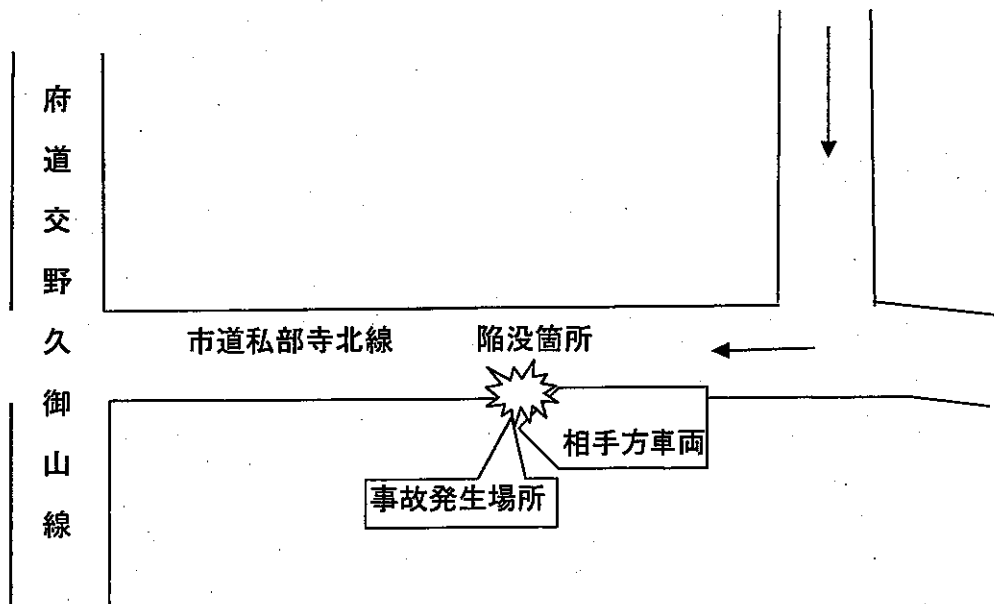 府道交野久御山線
市道私部寺北線
陥没箇所
相手方車両
事故発生場所